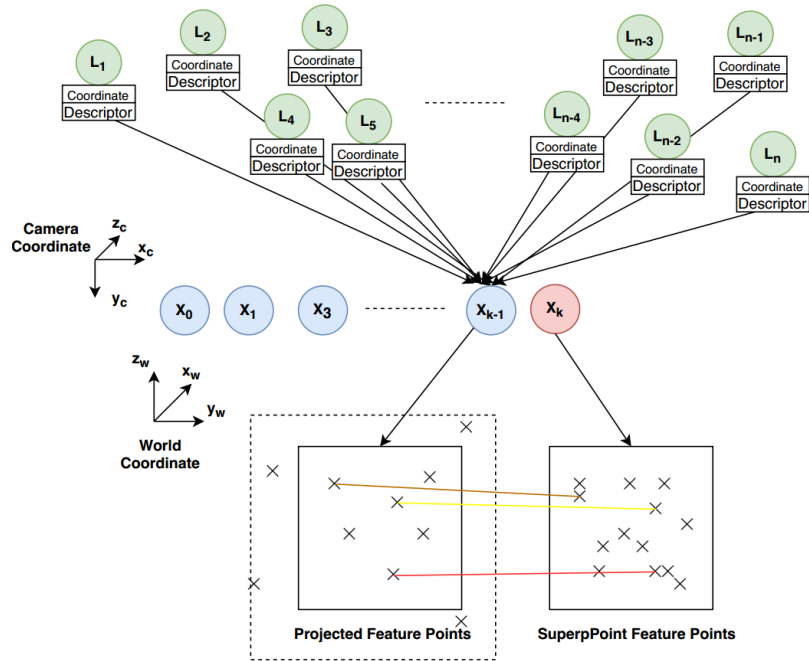 L1
L2
L3
Ln-3
Ln-1
Coordinate
Descriptor
Coordinate
Descriptor
Coordinate
Descriptor
Coordinate
Descriptor
Coordinate
Descriptor
L4
L5
Ln-4
Ln-2
Ln
Coordinate
Descriptor
Coordinate
Descriptor
Coordinate
Descriptor
Coordinate
Descriptor
Coordinate
Descriptor
Camera
Coordinate
zc
xc
yc
X0
X1
X3
Xk-1
Xk
zw
xw
yw
World
Coordinate
Projected Feature Points
SuperpPoint Feature Points